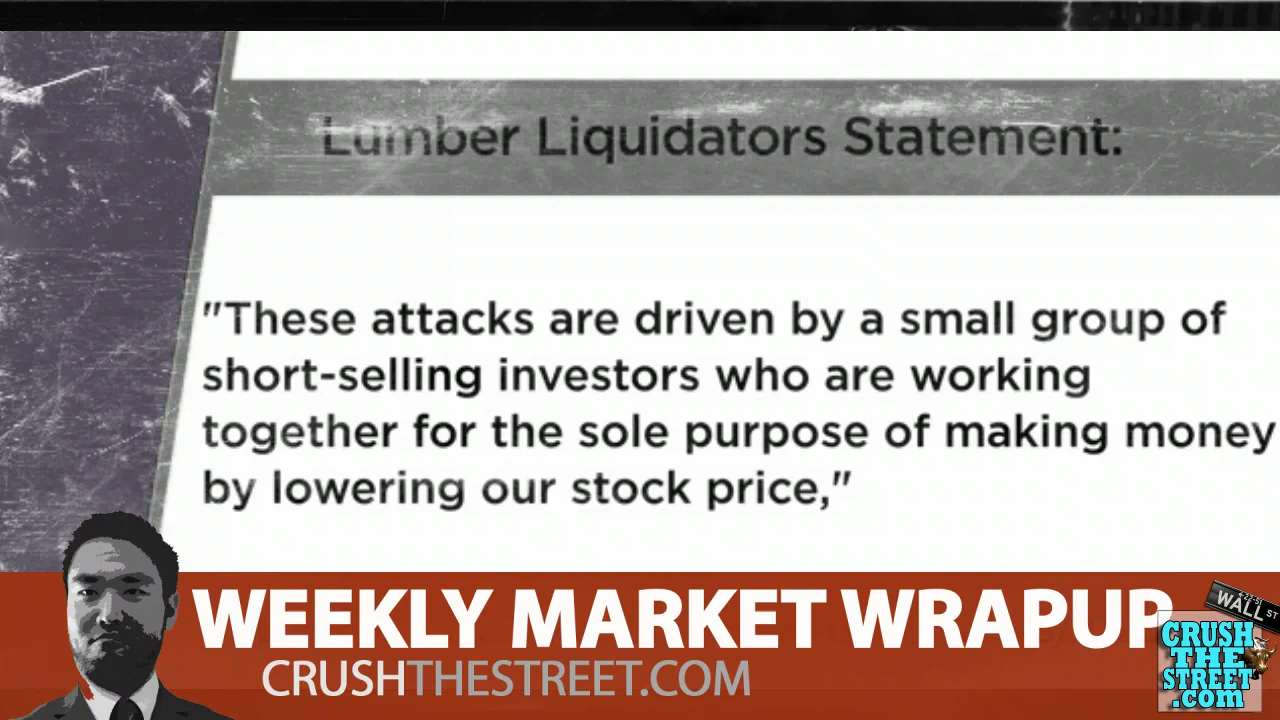 Lumber Liquidators Statement:
"These attacks are driven by a small group of
short-selling investors who are working
together for the sole purpose of making money
by lowering our stock price,"
WEEKLY MARKET WRAPUP
CRUSHTHESTREET.COM
WALL ST
CRUSH
THE
STREET
.com